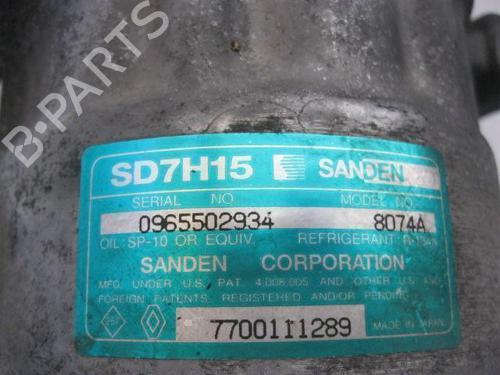 B-PARTS
SD7H15 SANDEN
SERIAL NO. MODEL NO.
0965502934 8074A
OIL: SP-10 OR EQUIV. REFRIGERANT: R-134a
SANDEN CORPORATION
MFG. UNDER U.S. PAT. 4,008,005 AND OTHER U.S. AND
FOREIGN PATENTS, REGISTERED AND/OR PENDING
7700111289 MADE IN JAPAN